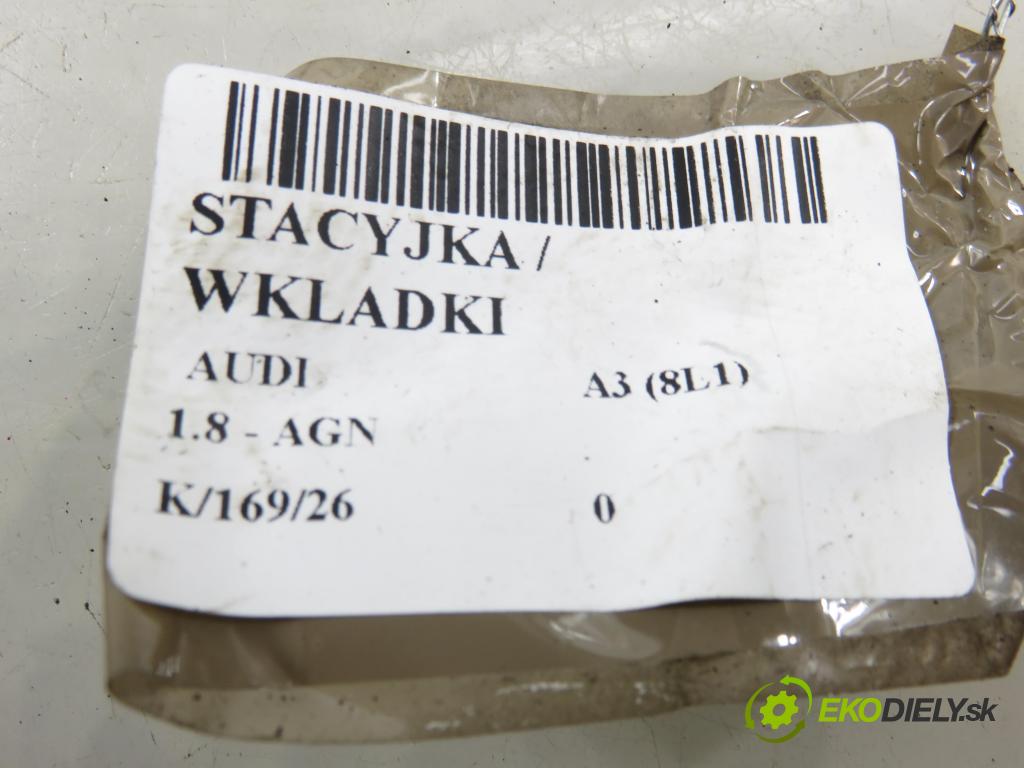 STACYJKA /
WKLADKI
AUDI A3 (8L1)
1.8 - AGN
K/169/26 0
EKODIELY.sk